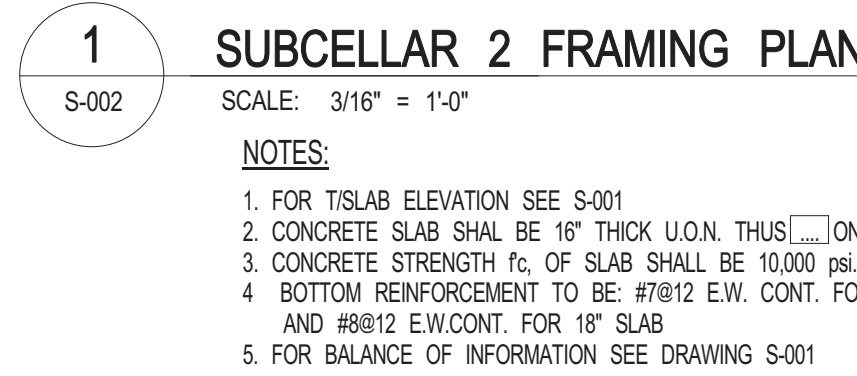 1
SUBCELLAR 2 FRAMING PLAN
S-002
SCALE: 3/16" = 1'-0"
NOTES:
1. FOR T/SLAB ELEVATION SEE S-001
2. CONCRETE SLAB SHAL BE 16" THICK U.O.N. THUS .... ON
3. CONCRETE STRENGTH f'c, OF SLAB SHALL BE 10,000 psi.
4 BOTTOM REINFORCEMENT TO BE: #7@12 E.W. CONT. FO
AND #8@12 E.W.CONT. FOR 18" SLAB
5. FOR BALANCE OF INFORMATION SEE DRAWING S-001